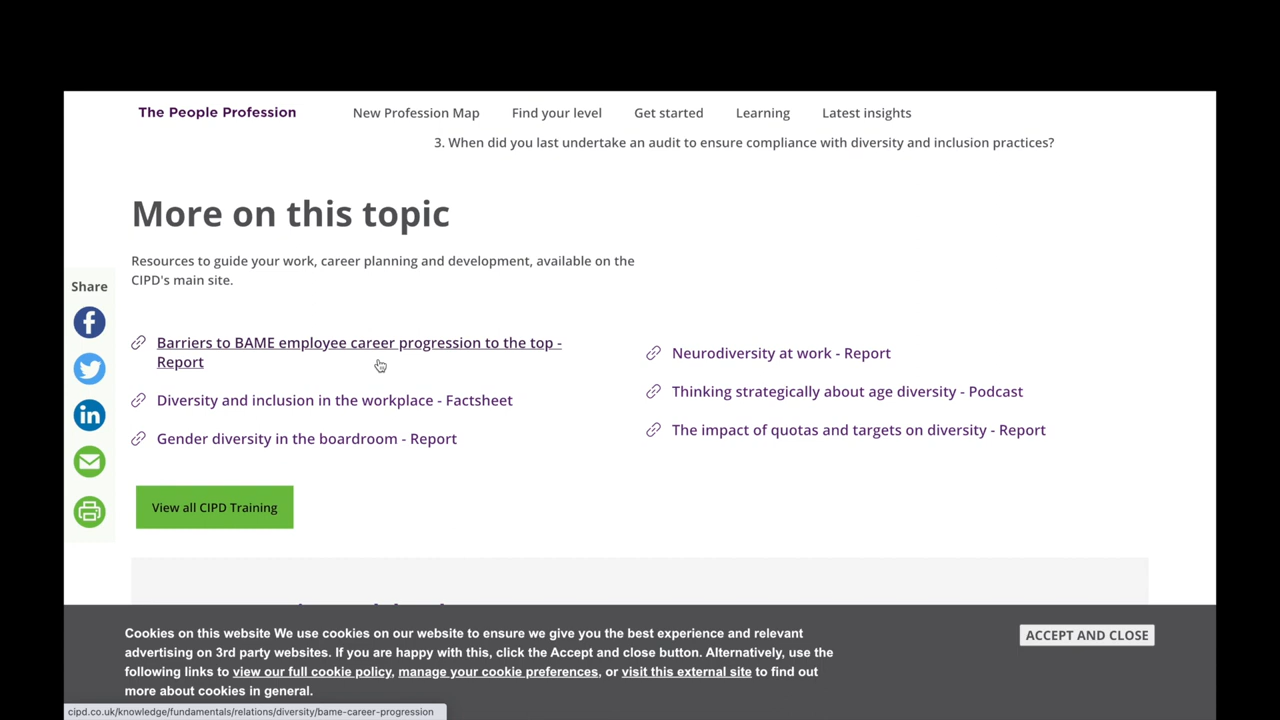 The People Profession
New Profession Map
Find your level
Get started
Learning
Latest insights
3. When did you last undertake an audit to ensure compliance with diversity and inclusion practices?
More on this topic
Resources to guide your work, career planning and development, available on the
CIPD's main site.
Share
Barriers to BAME employee career progression to the top -
Report
Diversity and inclusion in the workplace - Factsheet
Gender diversity in the boardroom - Report
Neurodiversity at work - Report
Thinking strategically about age diversity - Podcast
The impact of quotas and targets on diversity - Report
View all CIPD Training
Cookies on this website We use cookies on our website to ensure we give you the best experience and relevant
advertising on 3rd party websites. If you are happy with this, click the Accept and close button. Alternatively, use the
following links to view our full cookie policy, manage your cookie preferences, or visit this external site to find out
more about cookies in general.
ACCEPT AND CLOSE
cipd.co.uk/knowledge/fundamentals/relations/diversity/bame-career-progression